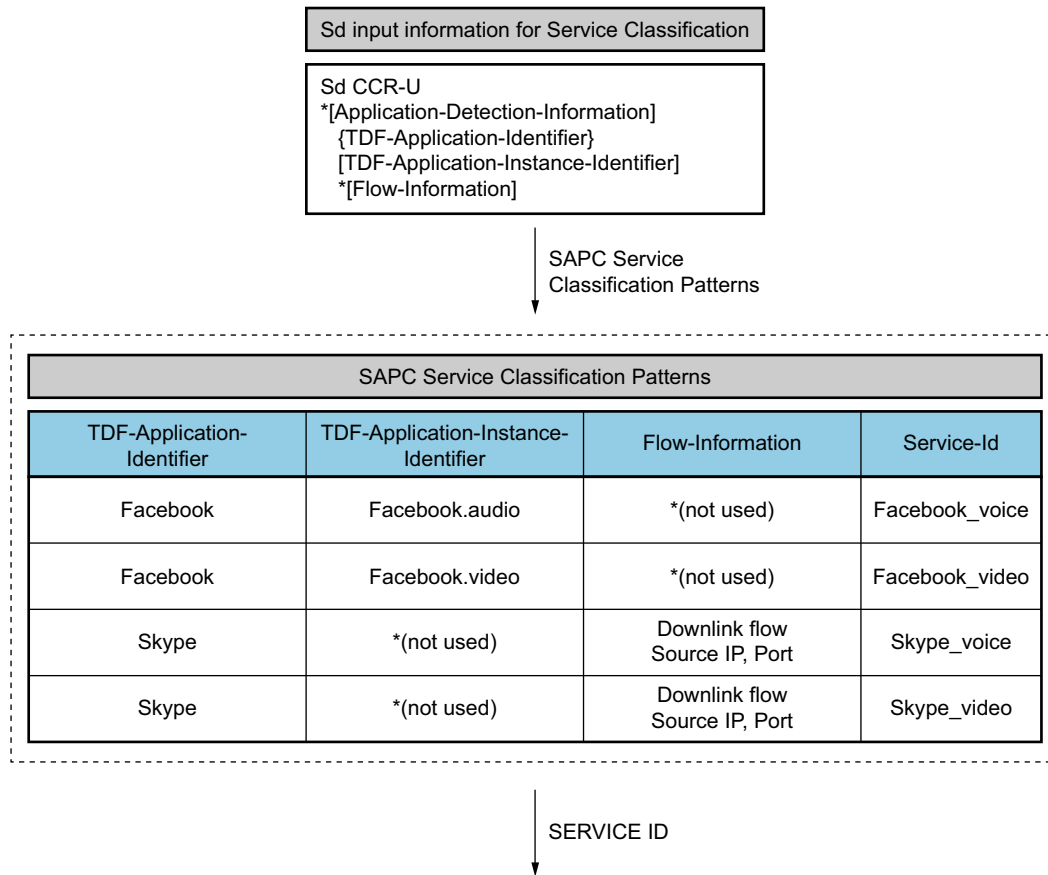 Sd input information for Service Classification
Sd CCR-U
*[Application-Detection-Information]
{TDF-Application-Identifier}
[TDF-Application-Instance-Identifier]
*[Flow-Information]
SAPC Service
Classification Patterns
SAPC Service Classification Patterns
TDF-Application-
Identifier
TDF-Application-Instance-
Identifier
Flow-Information
Service-Id
Facebook
Facebook.audio
*(not used)
Facebook_voice
Facebook
Facebook.video
*(not used)
Facebook_video
Skype
*(not used)
Downlink flow
Source IP, Port
Skype_voice
Skype
*(not used)
Downlink flow
Source IP, Port
Skype_video
SERVICE ID